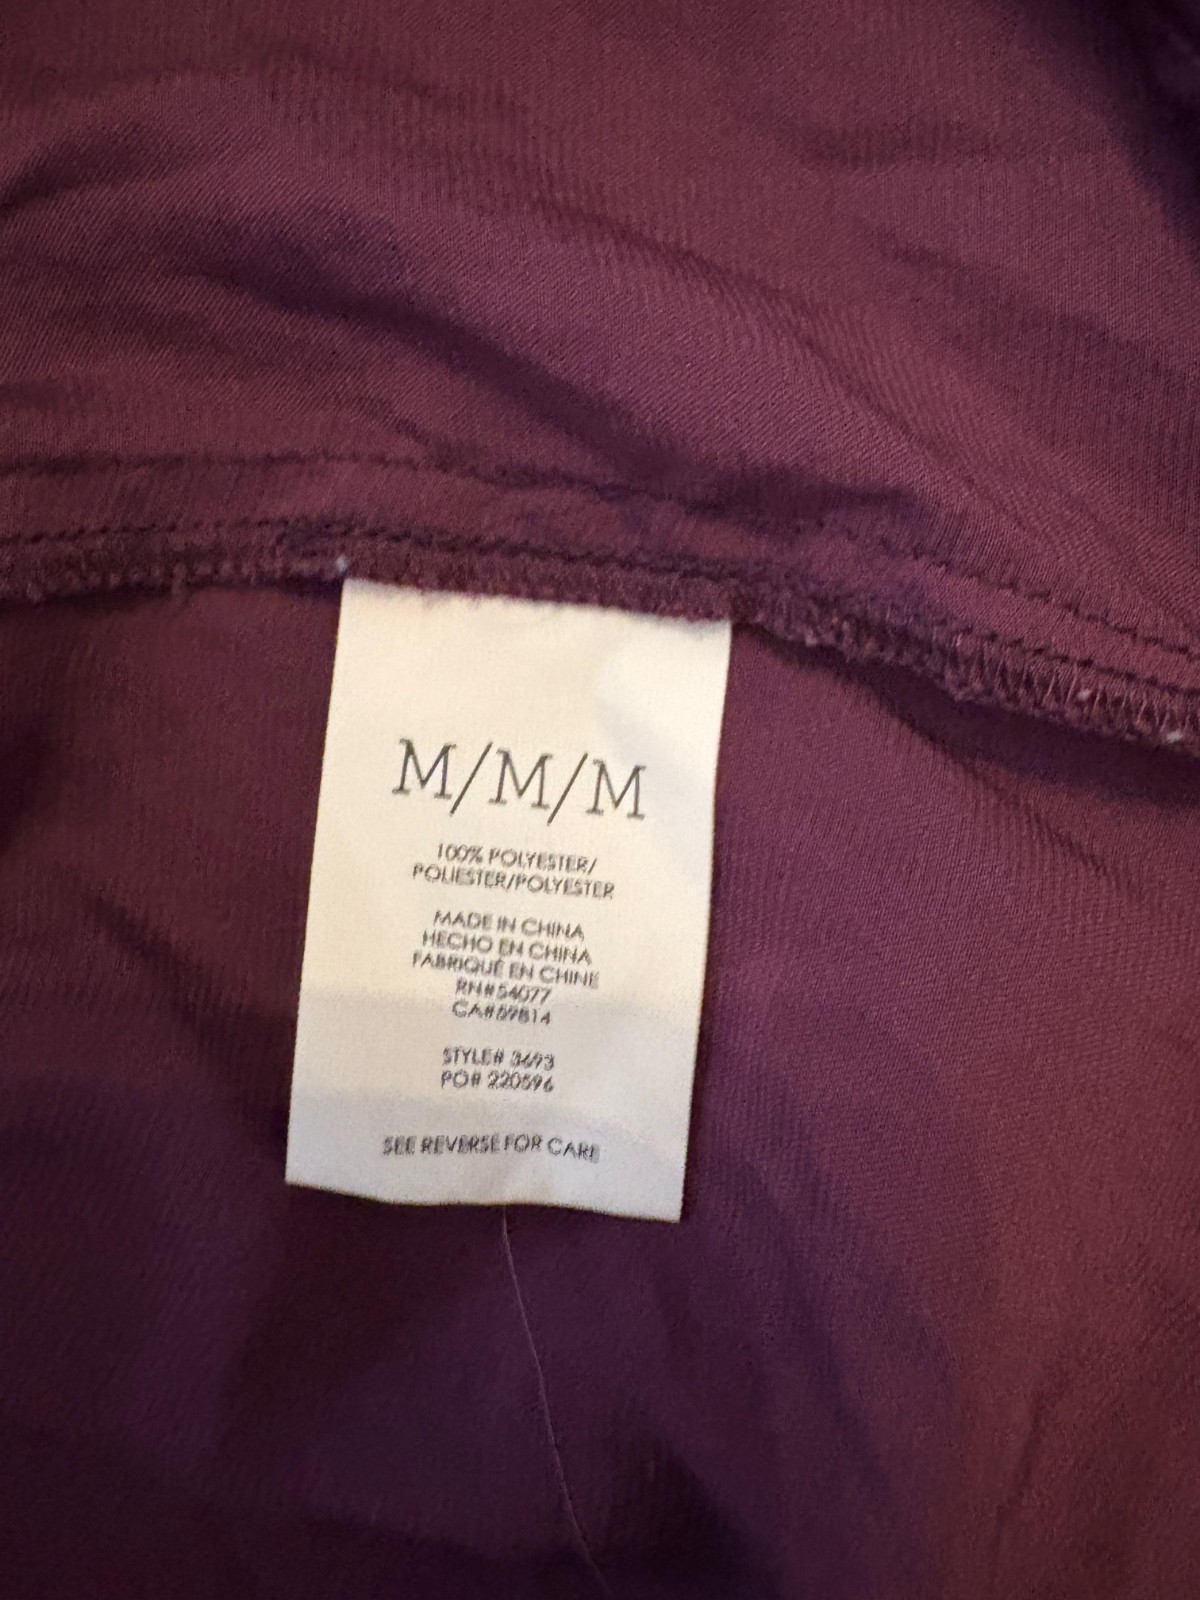 M/M/M
100% POLYESTER/
POLIESTER/POLYESTER
MADE IN CHINA
HECHO EN CHINA
FABRIQUÉ EN CHINE
RN#54077
CA#59814
STYLE# 3693
PO# 220596
SEE REVERSE FOR CARE